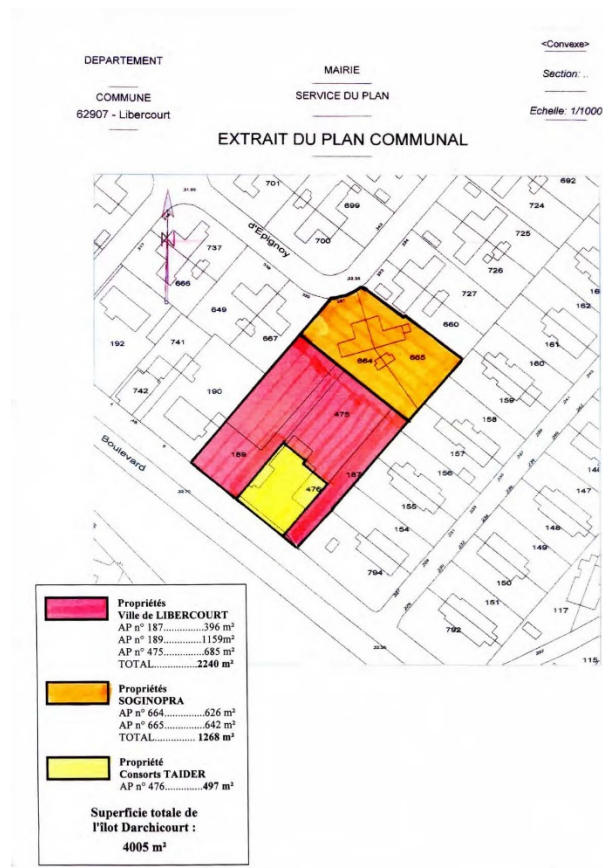 DEPARTEMENT
COMMUNE
62907 - Libercourt
MAIRIE
SERVICE DU PLAN
<Convexe>
Section: ..
Echelle: 1/1000
EXTRAIT DU PLAN COMMUNAL
701
699
692
724
700
725
d'Epignoy
737
726
666
727
649
660
667
192
741
162
161
160
664
665
742
190
159
475
158
157
156
Boulevard
189
187
476
155
154
147
148
149
794
150
151
117
792
115
Propriétés
Ville de LIBERCOURT
AP n° 187..............396 m²
AP n° 189.............1159m²
AP n° 475..............685 m²
TOTAL..............2240 m²
Propriétés
SOGINOPRA
AP n° 664..............626 m²
AP n° 665..............642 m²
TOTAL.............. 1268 m²
Propriété
Consorts TAIDER
AP n° 476..............497 m²
Superficie totale de
l'îlot Darchicourt :
4005 m²